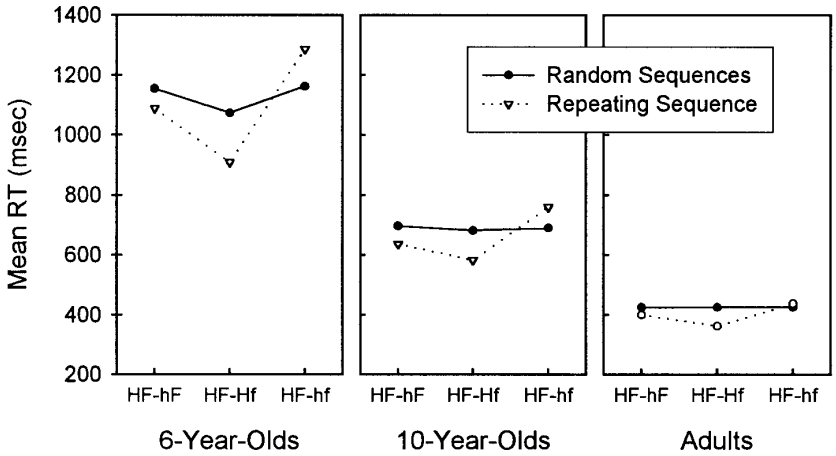 1400
1200
1000
800
600
400
200
Mean RT (msec)
Random Sequences
Repeating Sequence
HF-hF HF-Hf HF-hf
HF-hF HF-Hf HF-hf
HF-hF HF-Hf HF-hf
6-Year-Olds
10-Year-Olds
Adults